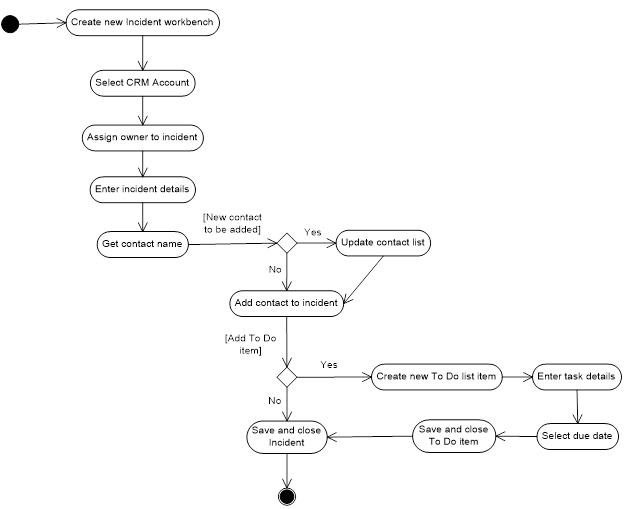 Create new Incident workbench
Select CRM Account
Assign owner to incident
Enter incident details
Get contact name
[New contact
to be added]
Yes
Update contact list
No
Add contact to incident
[Add To Do
item]
Yes
Create new To Do list item
Enter task details
No
Save and close
Incident
Save and close
To Do item
Select due date